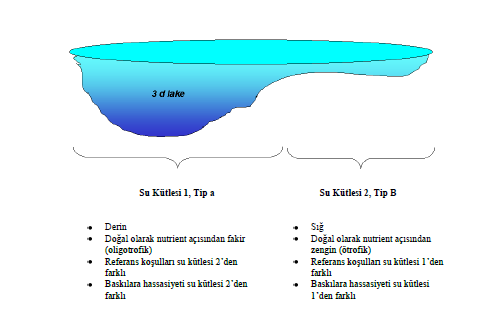 3 d lake
Su Kütlesi 1, Tip a
Su Kütlesi 2, Tip B
• Derin
• Doğal olarak nutrient açısından fakir
(oligotrofik)
• Referans koşulları su kütlesi 2'den
farklı
• Baskılara hassasiyeti su kütlesi 2'den
farklı
• Sığ
• Doğal olarak nutrient açısından
zengin (ötrofik)
• Referans koşulları su kütlesi 1'den
farklı
• Baskılara hassasiyeti su kütlesi
1'den farklı